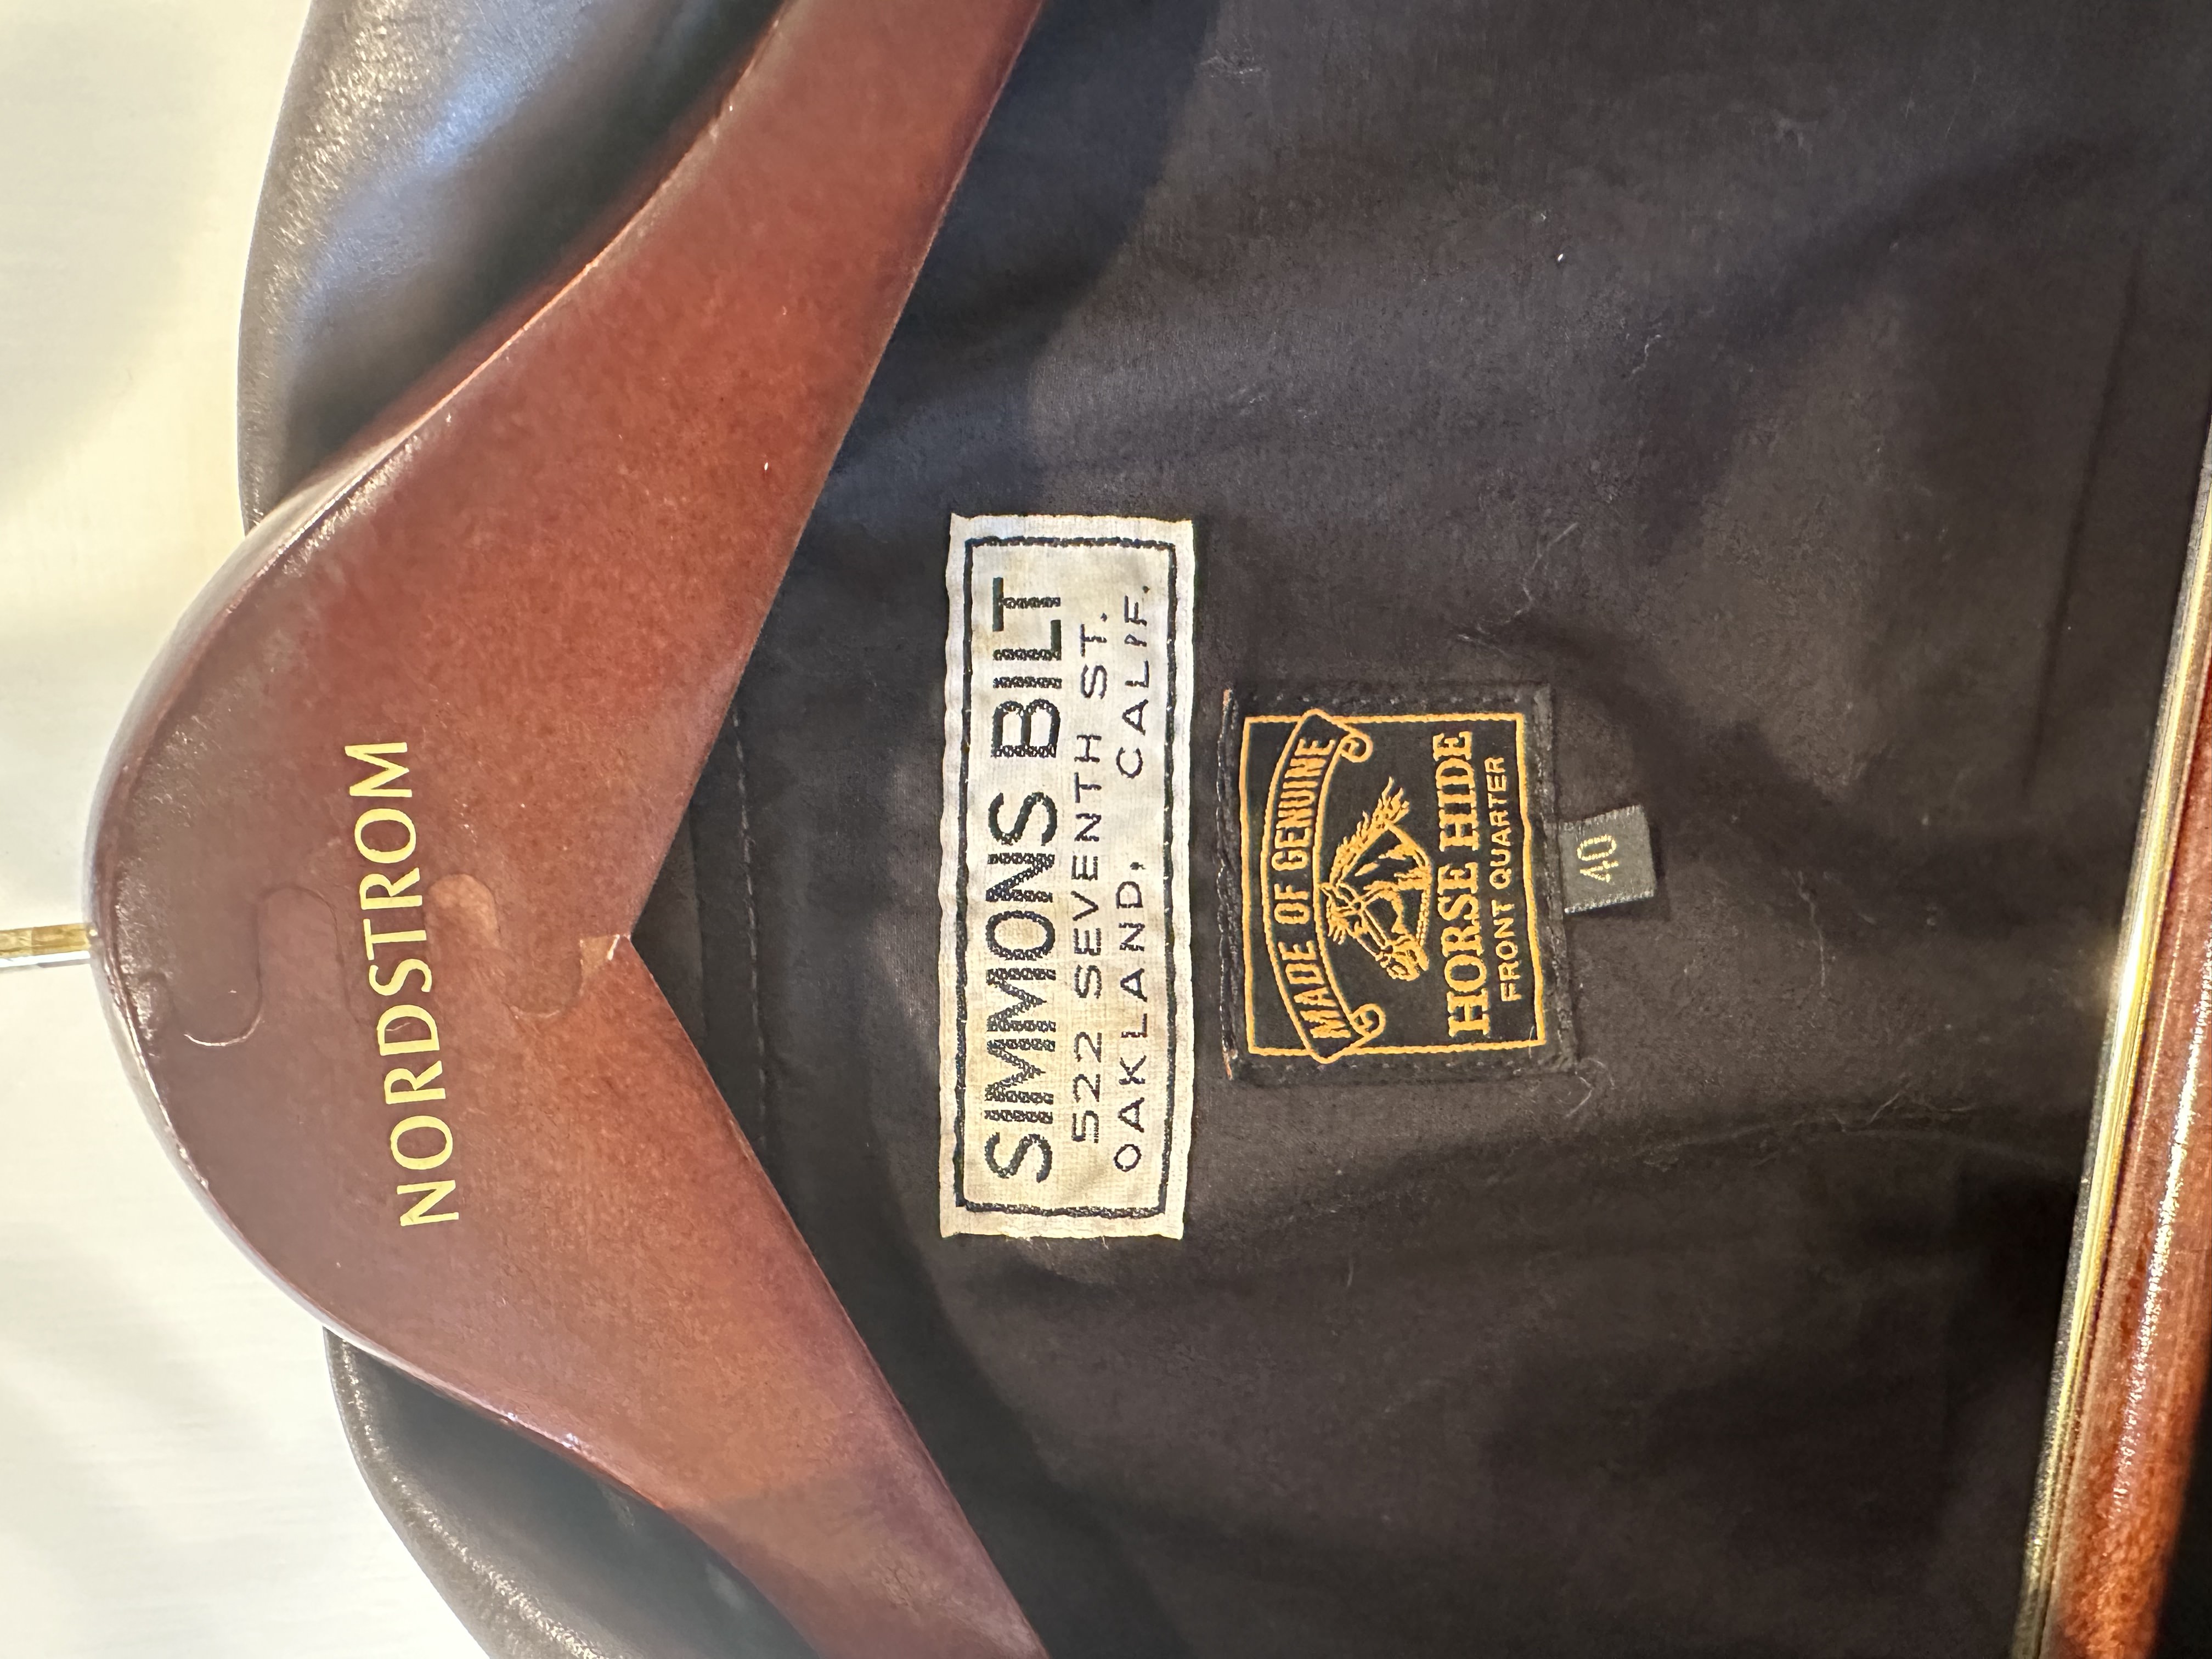 NORDSTROM
SIMMONS BILT
522 SEVENTH ST.
OAKLAND, CALIF.
MADE OF GENUINE
HORSE HIDE
FRONT QUARTER
40